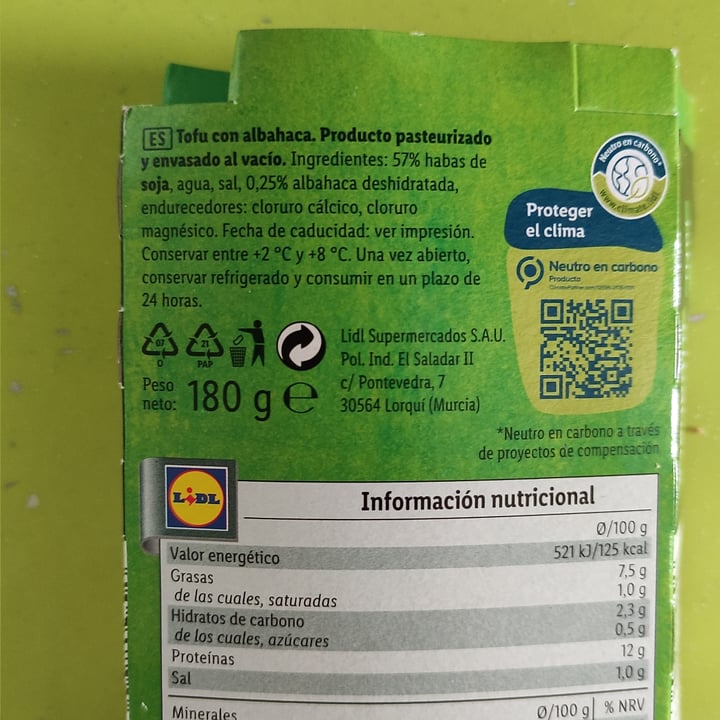 ES Tofu con albahaca. Producto pasteurizado
y envasado al vacío. Ingredientes: 57% habas de
soja, agua, sal, 0,25% albahaca deshidratada,
endurecedores: cloruro cálcico, cloruro
magnésico. Fecha de caducidad: ver impresión.
Conservar entre +2 °C y +8 °C. Una vez abierto,
conservar refrigerado y consumir en un plazo de
24 horas.
Neutro en carbono*
Proteger
el clima
Neutro en carbono
Producto
07
O
21
PAP
Peso
neto: 180 g e
Lidl Supermercados S.A.U.
Pol. Ind. El Saladar II
c/ Pontevedra, 7
30564 Lorquí (Murcia)
*Neutro en carbono a través
de proyectos de compensación
LIDL
Información nutricional
Ø/100 g
Valor energético 521 kJ/125 kcal
Grasas 7,5 g
de las cuales, saturadas 1,0 g
Hidratos de carbono 2,3 g
de los cuales, azúcares 0,5 g
Proteínas 12 g
Sal 1,0 g
Minerales Ø/100 g % NRV